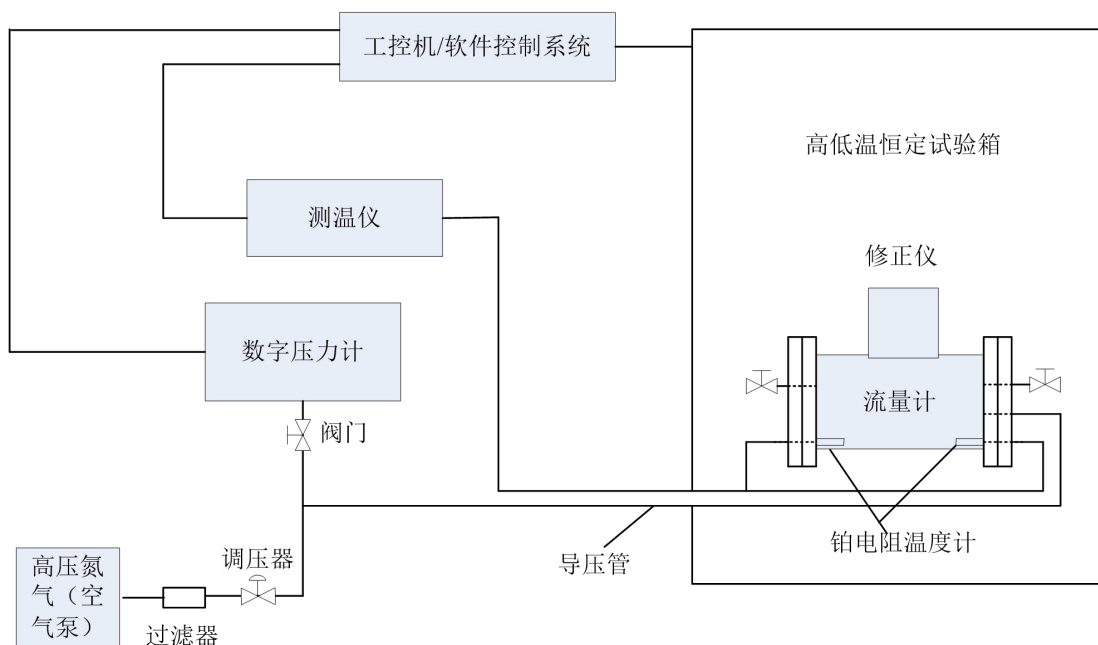 工控机/软件控制系统
高低温恒定试验箱
测温仪
修正仪
数字压力计
流量计
阀门
铂电阻温度计
调压器
导压管
高压氮
气（空
气泵）
过滤器